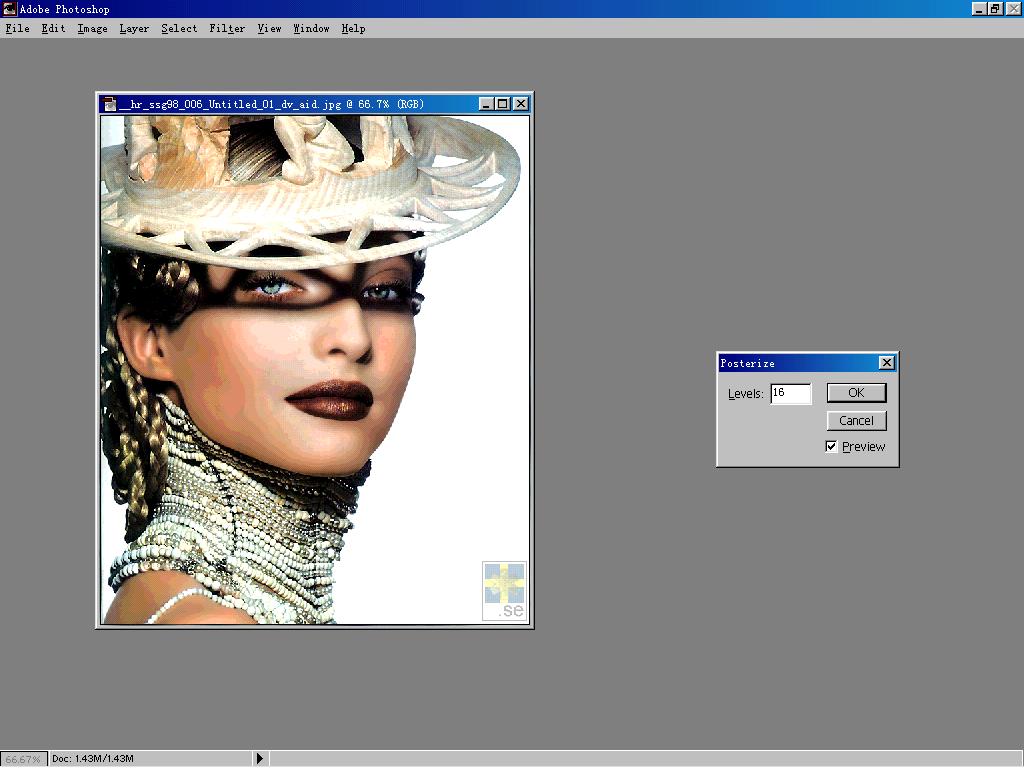 Adobe Photoshop
File Edit Image Layer Select Filter View Window Help
__hr_ssg98_006_Untitled_01_dv_aid.jpg @ 66.7% (RGB)
Posterize
Levels: 16 OK
Cancel
Preview
.se
66.67% Doc: 1.43M/1.43M